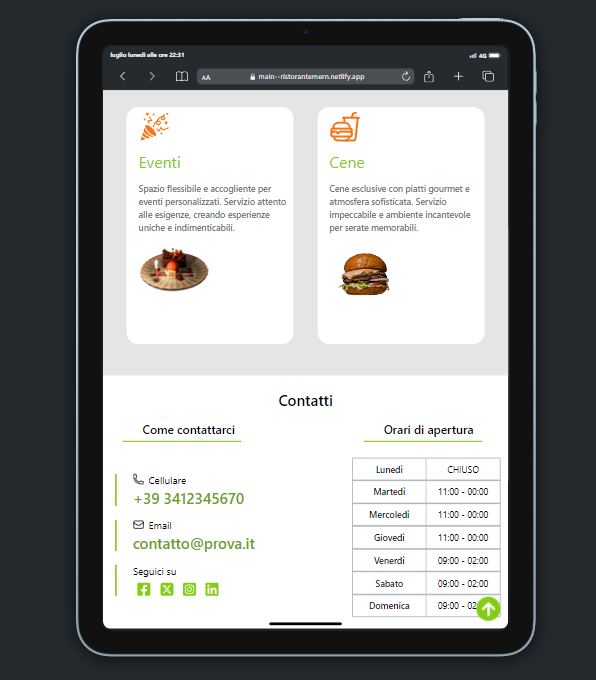 luglio lunedì alle ore 22:31
4G
AA
main--ristorantemern.netlify.app
Eventi
Spazio flessibile e accogliente per
eventi personalizzati. Servizio attento
alle esigenze, creando esperienze
uniche e indimenticabili.
Cene
Cene esclusive con piatti gourmet e
atmosfera sofisticata. Servizio
impeccabile e ambiente incantevole
per serate memorabili.
Contatti
Come contattarci
Cellulare
+39 3412345670
Email
contatto@prova.it
Seguici su
Orari di apertura
Lunedì CHIUSO
Martedì 11:00 - 00:00
Mercoledì 11:00 - 00:00
Giovedì 11:00 - 00:00
Venerdì 09:00 - 02:00
Sabato 09:00 - 02:00
Domenica 09:00 - 02